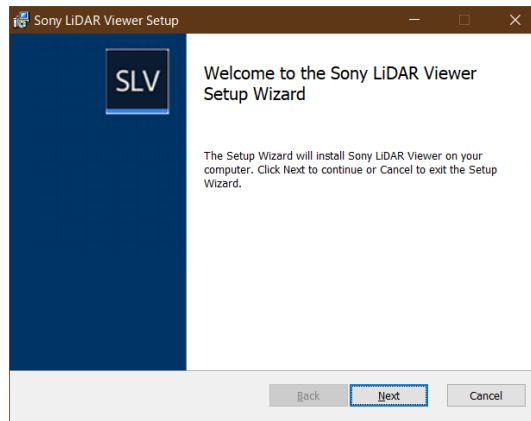 Sony LiDAR Viewer Setup
SLV
Welcome to the Sony LiDAR Viewer
Setup Wizard
The Setup Wizard will install Sony LiDAR Viewer on your
computer. Click Next to continue or Cancel to exit the Setup
Wizard.
Back
Next
Cancel